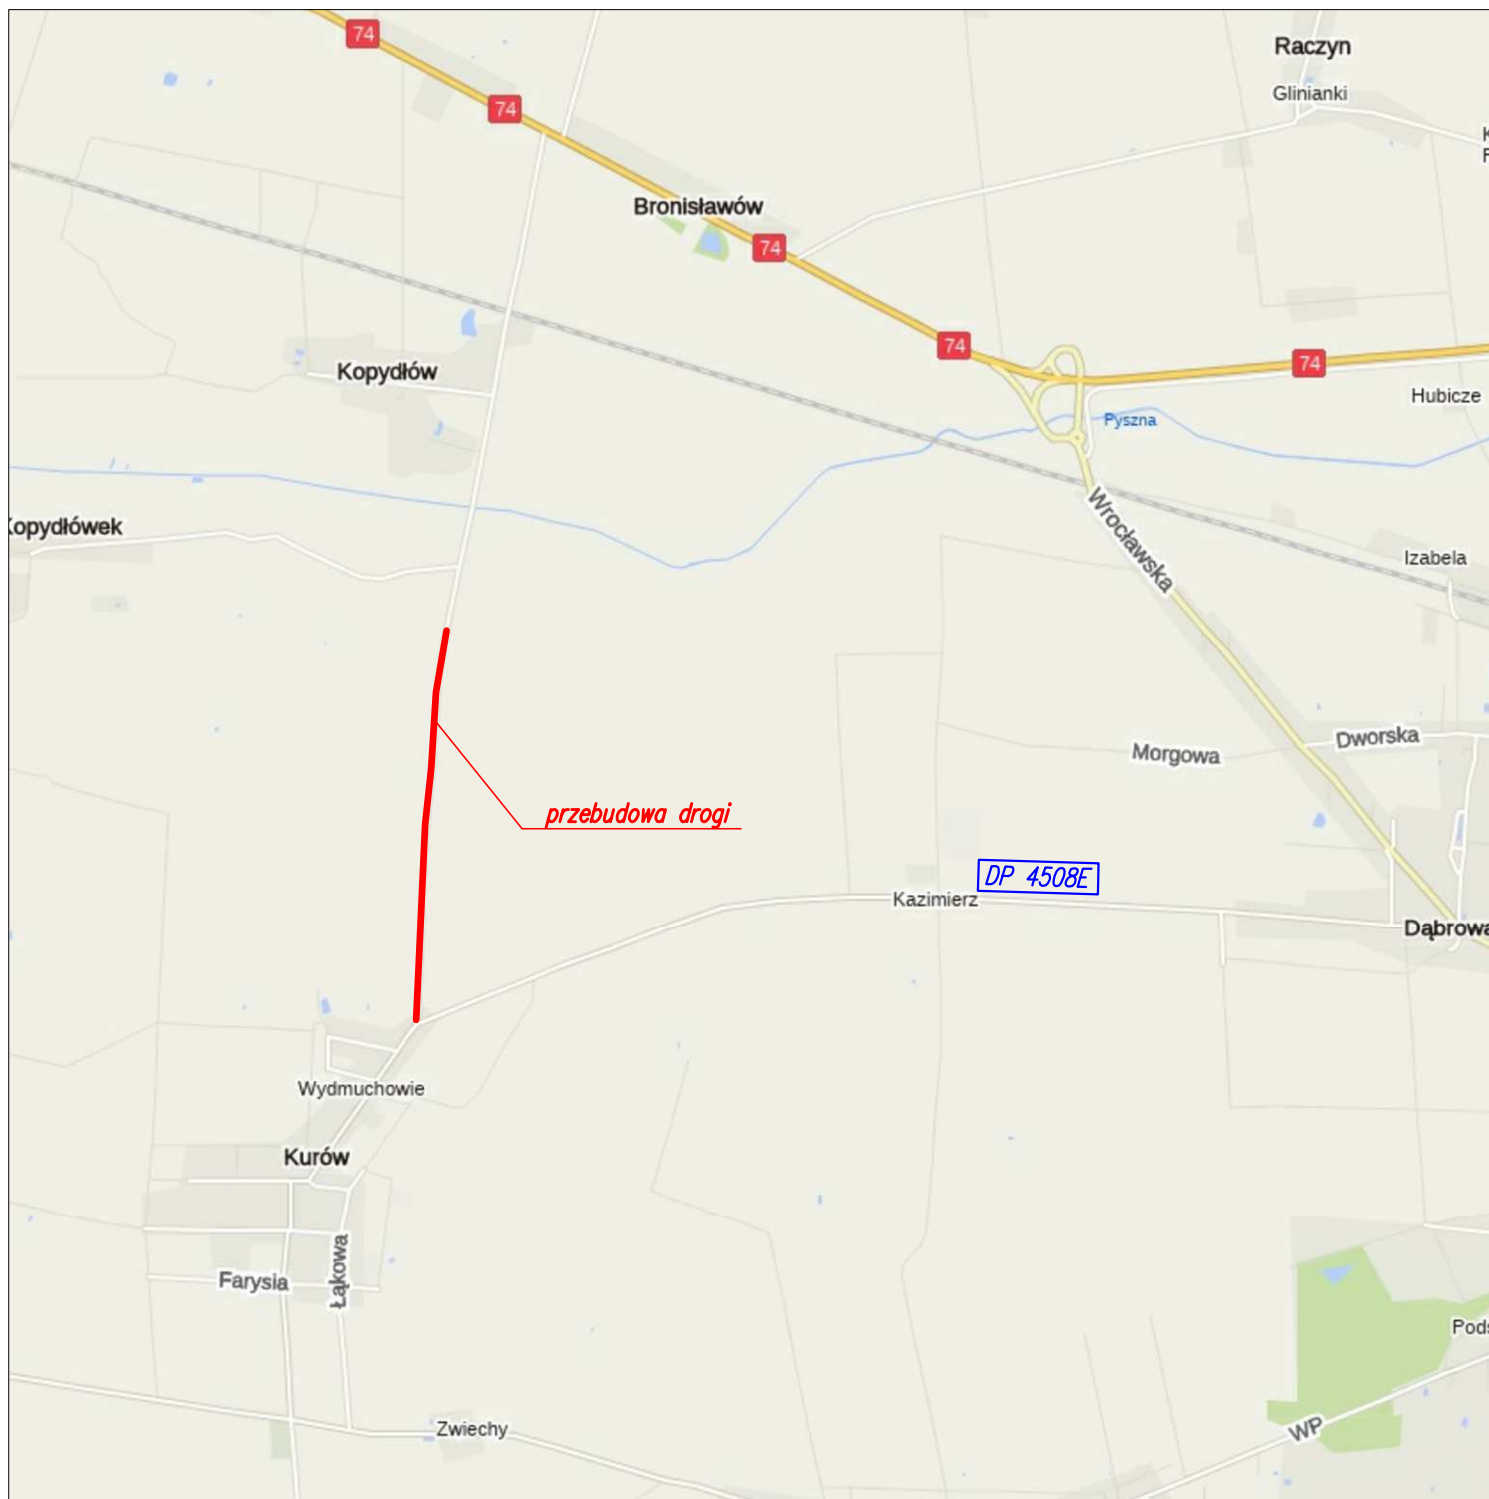 74
Raczyn
Glinianki
74
K
F
Bronisławów
74
74
74
Kopydłów
Hubicze
Pyszna
Wrocławska
Kopydłówek
Izabela
Dworska
Morgowa
przebudowa drogi
DP 4508E
Kazimierz
Dąbrowa
Wydmuchowie
Kurów
Łąkowa
Farysia
Pods
WP
Zwiechy